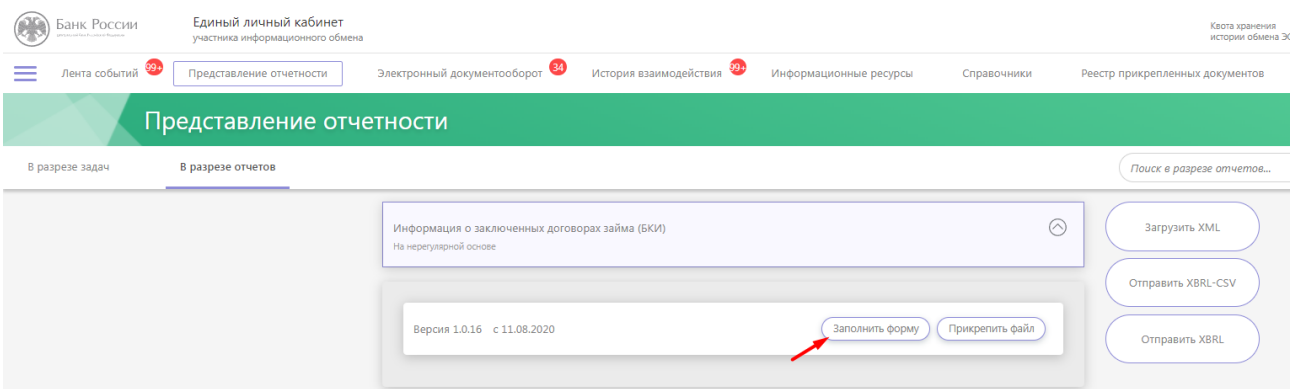 Банк России
Единый личный кабинет
участника информационного обмена
Квота хранения
истории обмена ЭС
Лента событий 99+
Представление отчетности
Электронный документооборот 34
История взаимодействия 99+
Информационные ресурсы
Справочники
Реестр прикрепленных документов
Представление отчетности
В разрезе задач
В разрезе отчетов
Поиск в разрезе отчетов...
Информация о заключенных договорах займа (БКИ)
На нерегулярной основе
Загрузить XML
Отправить XBRL-CSV
Версия 1.0.16 с 11.08.2020
Заполнить форму
Прикрепить файл
Отправить XBRL